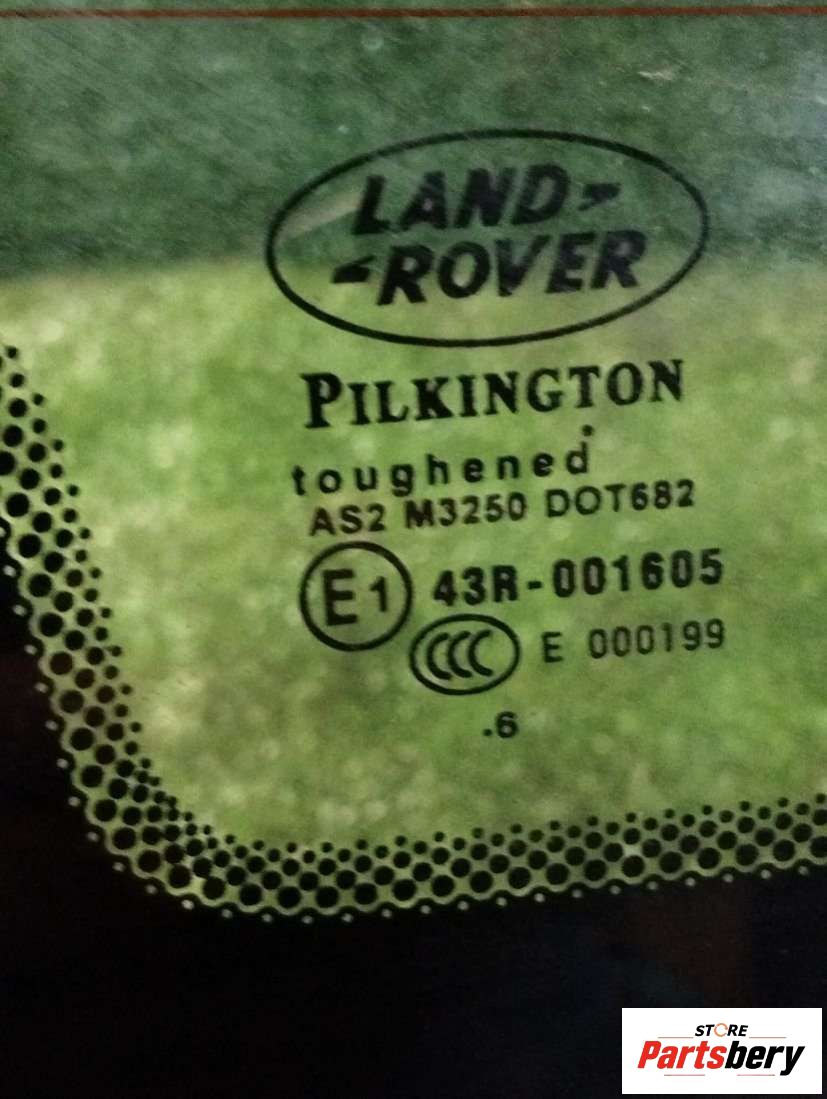 LAND
ROVER
PILKINGTON
toughened
AS2 M3250 DOT682
E1 43R-001605
CCC E 000199
.6
STORE
Partsbery